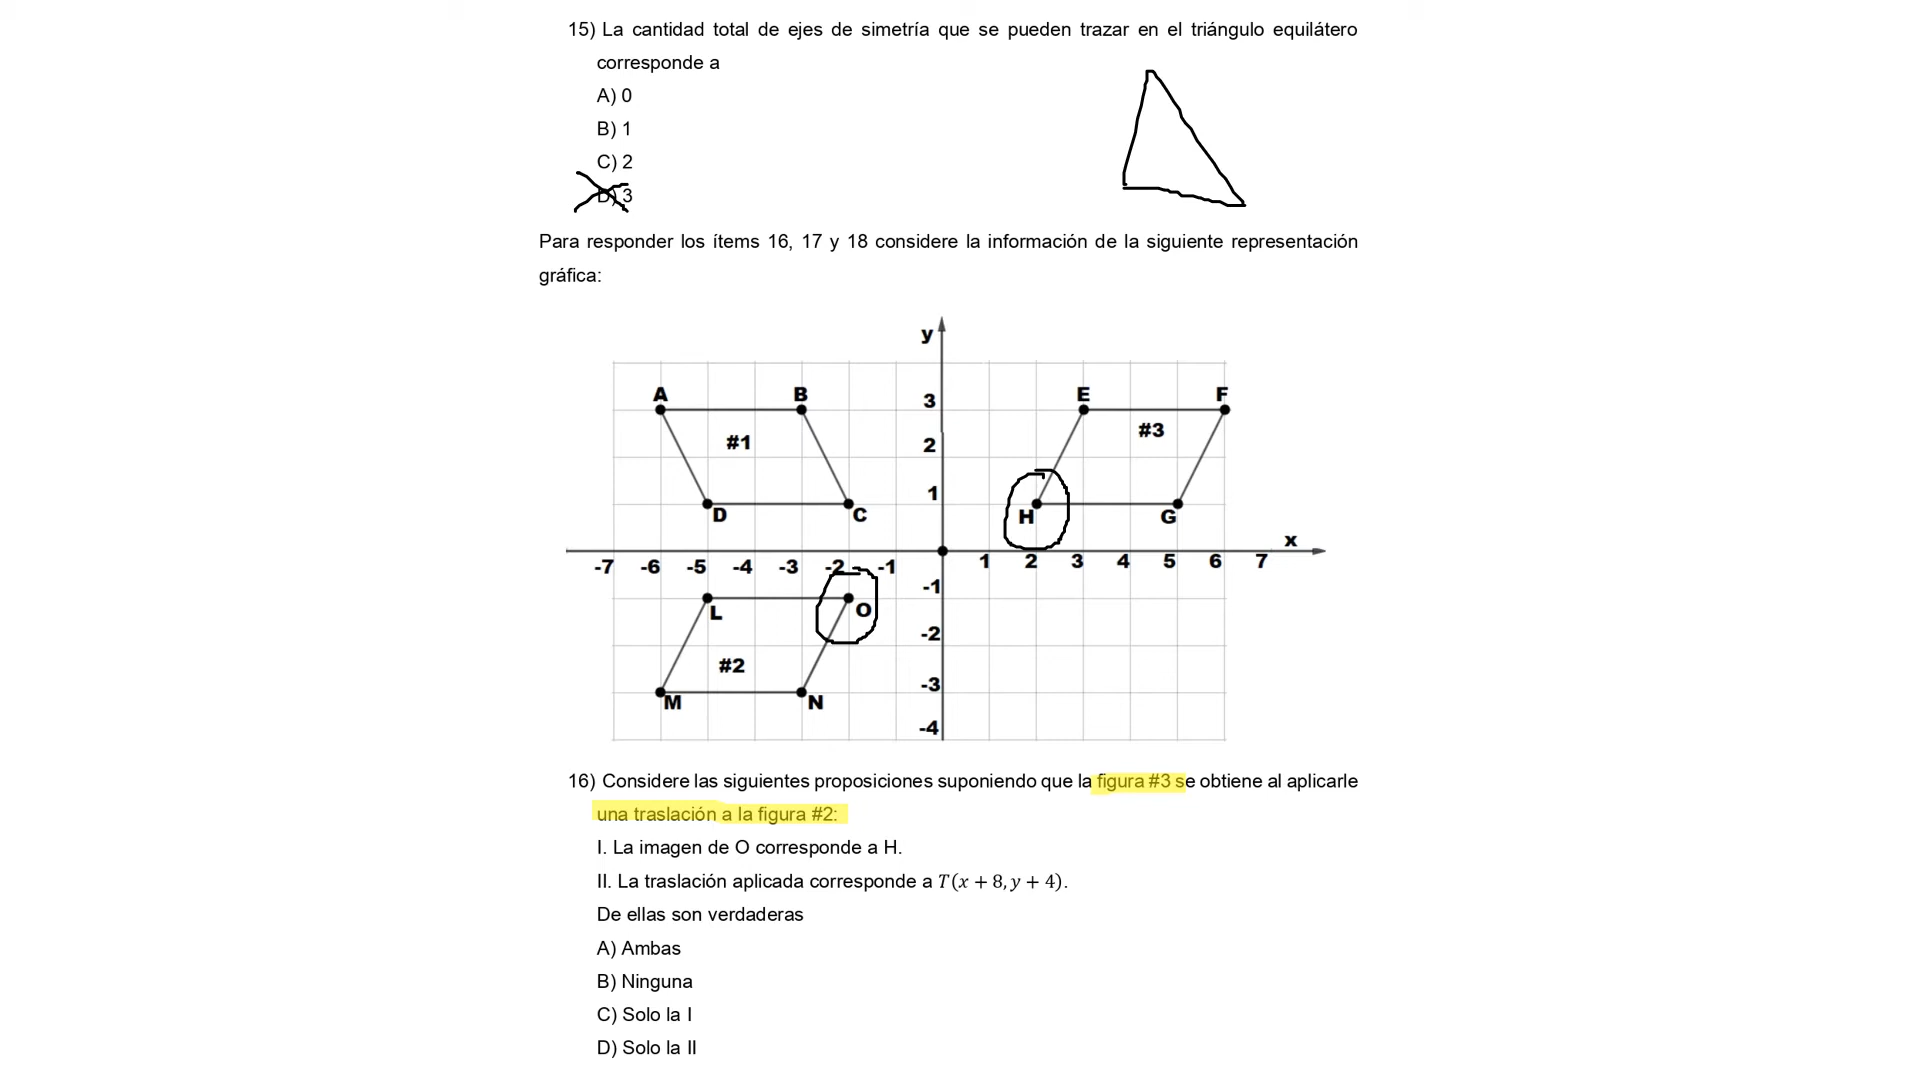 15) La cantidad total de ejes de simetría que se pueden trazar en el triángulo equilátero
corresponde a
A) 0
B) 1
C) 2
D) 3
Para responder los ítems 16, 17 y 18 considere la información de la siguiente representación
gráfica:
y
A B 3 E F
#1 2 #3
1
D C H G
x
-7 -6 -5 -4 -3 -2 -1 1 2 3 4 5 6 7
-1
L O
-2
#2
-3
M N
-4
16) Considere las siguientes proposiciones suponiendo que la figura #3 se obtiene al aplicarle
una traslación a la figura #2:
I. La imagen de O corresponde a H.
II. La traslación aplicada corresponde a T(x + 8, y + 4).
De ellas son verdaderas
A) Ambas
B) Ninguna
C) Solo la I
D) Solo la II